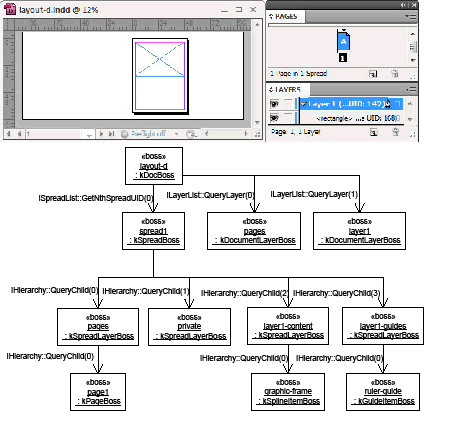 layout-d.indd @ 12%
PAGES
A
1
1 Page in 1 Spread
LAYERS
Layer 1 (...UID: 142)
<rectangle> ...s UID: 168)
Page: 1, 1 Layer
1
Preflight off
«boss»
layout-d
: kDocBoss
ISpreadList::GetNthSpreadUID(0)
ILayerList::QueryLayer(0)
ILayerList::QueryLayer(1)
«boss»
spread1
: kSpreadBoss
«boss»
pages
: kDocumentLayerBoss
«boss»
layer1
: kDocumentLayerBoss
IHierarchy::QueryChild(0)
IHierarchy::QueryChild(1)
IHierarchy::QueryChild(2)
IHierarchy::QueryChild(3)
«boss»
pages
: kSpreadLayerBoss
«boss»
private
: kSpreadLayerBoss
«boss»
layer1-content
: kSpreadLayerBoss
«boss»
layer1-guides
: kSpreadLayerBoss
IHierarchy::QueryChild(0)
IHierarchy::QueryChild(0)
IHierarchy::QueryChild(0)
«boss»
page1
: kPageBoss
«boss»
graphic-frame
: kSplineItemBoss
«boss»
ruler-guide
: kGuideItemBoss